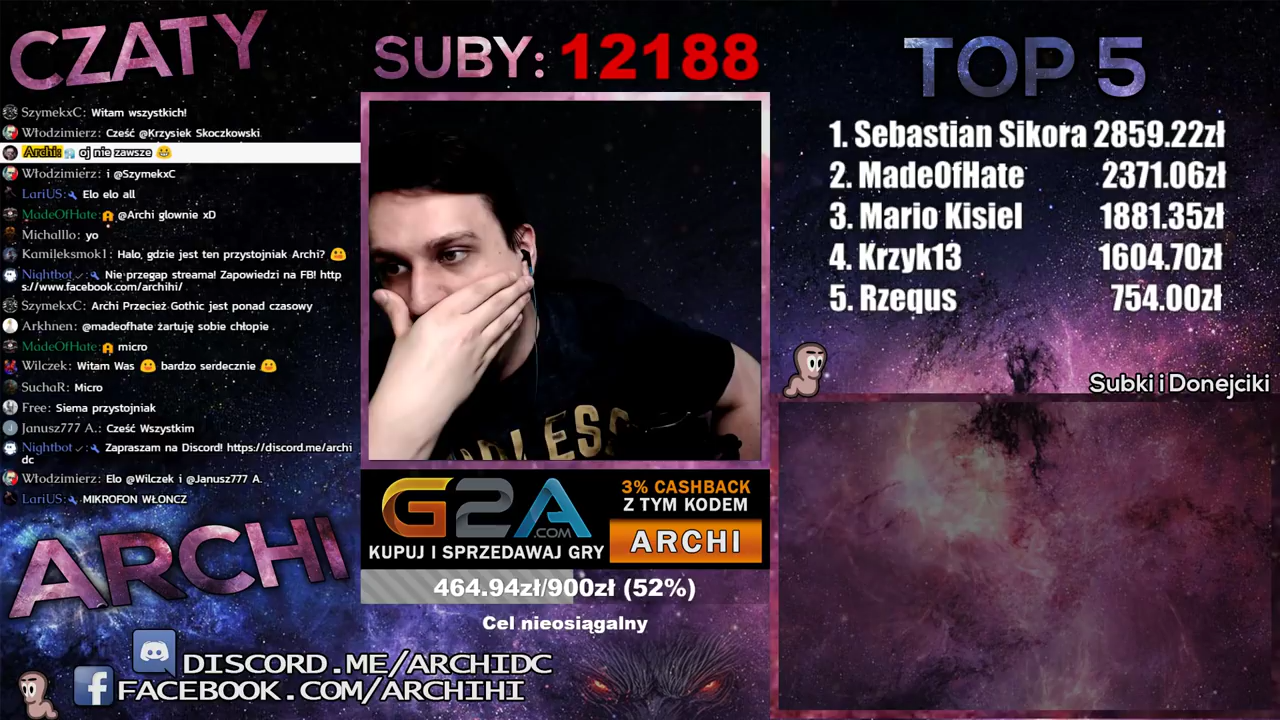 CZATY
SzymekxC: Witam wszystkich!
Włodzimierz: Cześć @Krzysiek Skoczkowski
Archi: oj nie zawsze
Włodzimierz: i @SzymekxC
LariUS: Elo elo all
MadeOfHate: @Archi glownie xD
Michalllo: yo
Kamileksmok1: Halo, gdzie jest ten przystojniak Archi?
Nightbot: Nie przegap streama! Zapowiedzi na FB! http
s://www.facebook.com/archihi/
SzymekxC: Archi Przecież Gothic jest ponad czasowy
Arkhnen: @madeofhate żartuję sobie chłopie
MadeOfHate: micro
Wilczek: Witam Was bardzo serdecznie
SuchaR: Micro
Free: Siema przystojniak
Janusz777 A.: Cześć Wszystkim
Nightbot: Zapraszam na Discord! https://discord.me/archi
dc
Włodzimierz: Elo @Wilczek i @Janusz777 A.
LariUS: MIKROFON WŁONCZ
ARCHI
DISCORD.ME/ARCHIDC
FACEBOOK.COM/ARCHIHI
SUBY: 12188
G2A
.COM
KUPUJ I SPRZEDAWAJ GRY
3% CASHBACK
Z TYM KODEM
ARCHI
464.94zł/900zł (52%)
Cel nieosiągalny
TOP 5
1. Sebastian Sikora 2859.22zł
2. MadeOfHate 2371.06zł
3. Mario Kisiel 1881.35zł
4. Krzyk13 1604.70zł
5. Rzequs 754.00zł
Subki i Donejciki